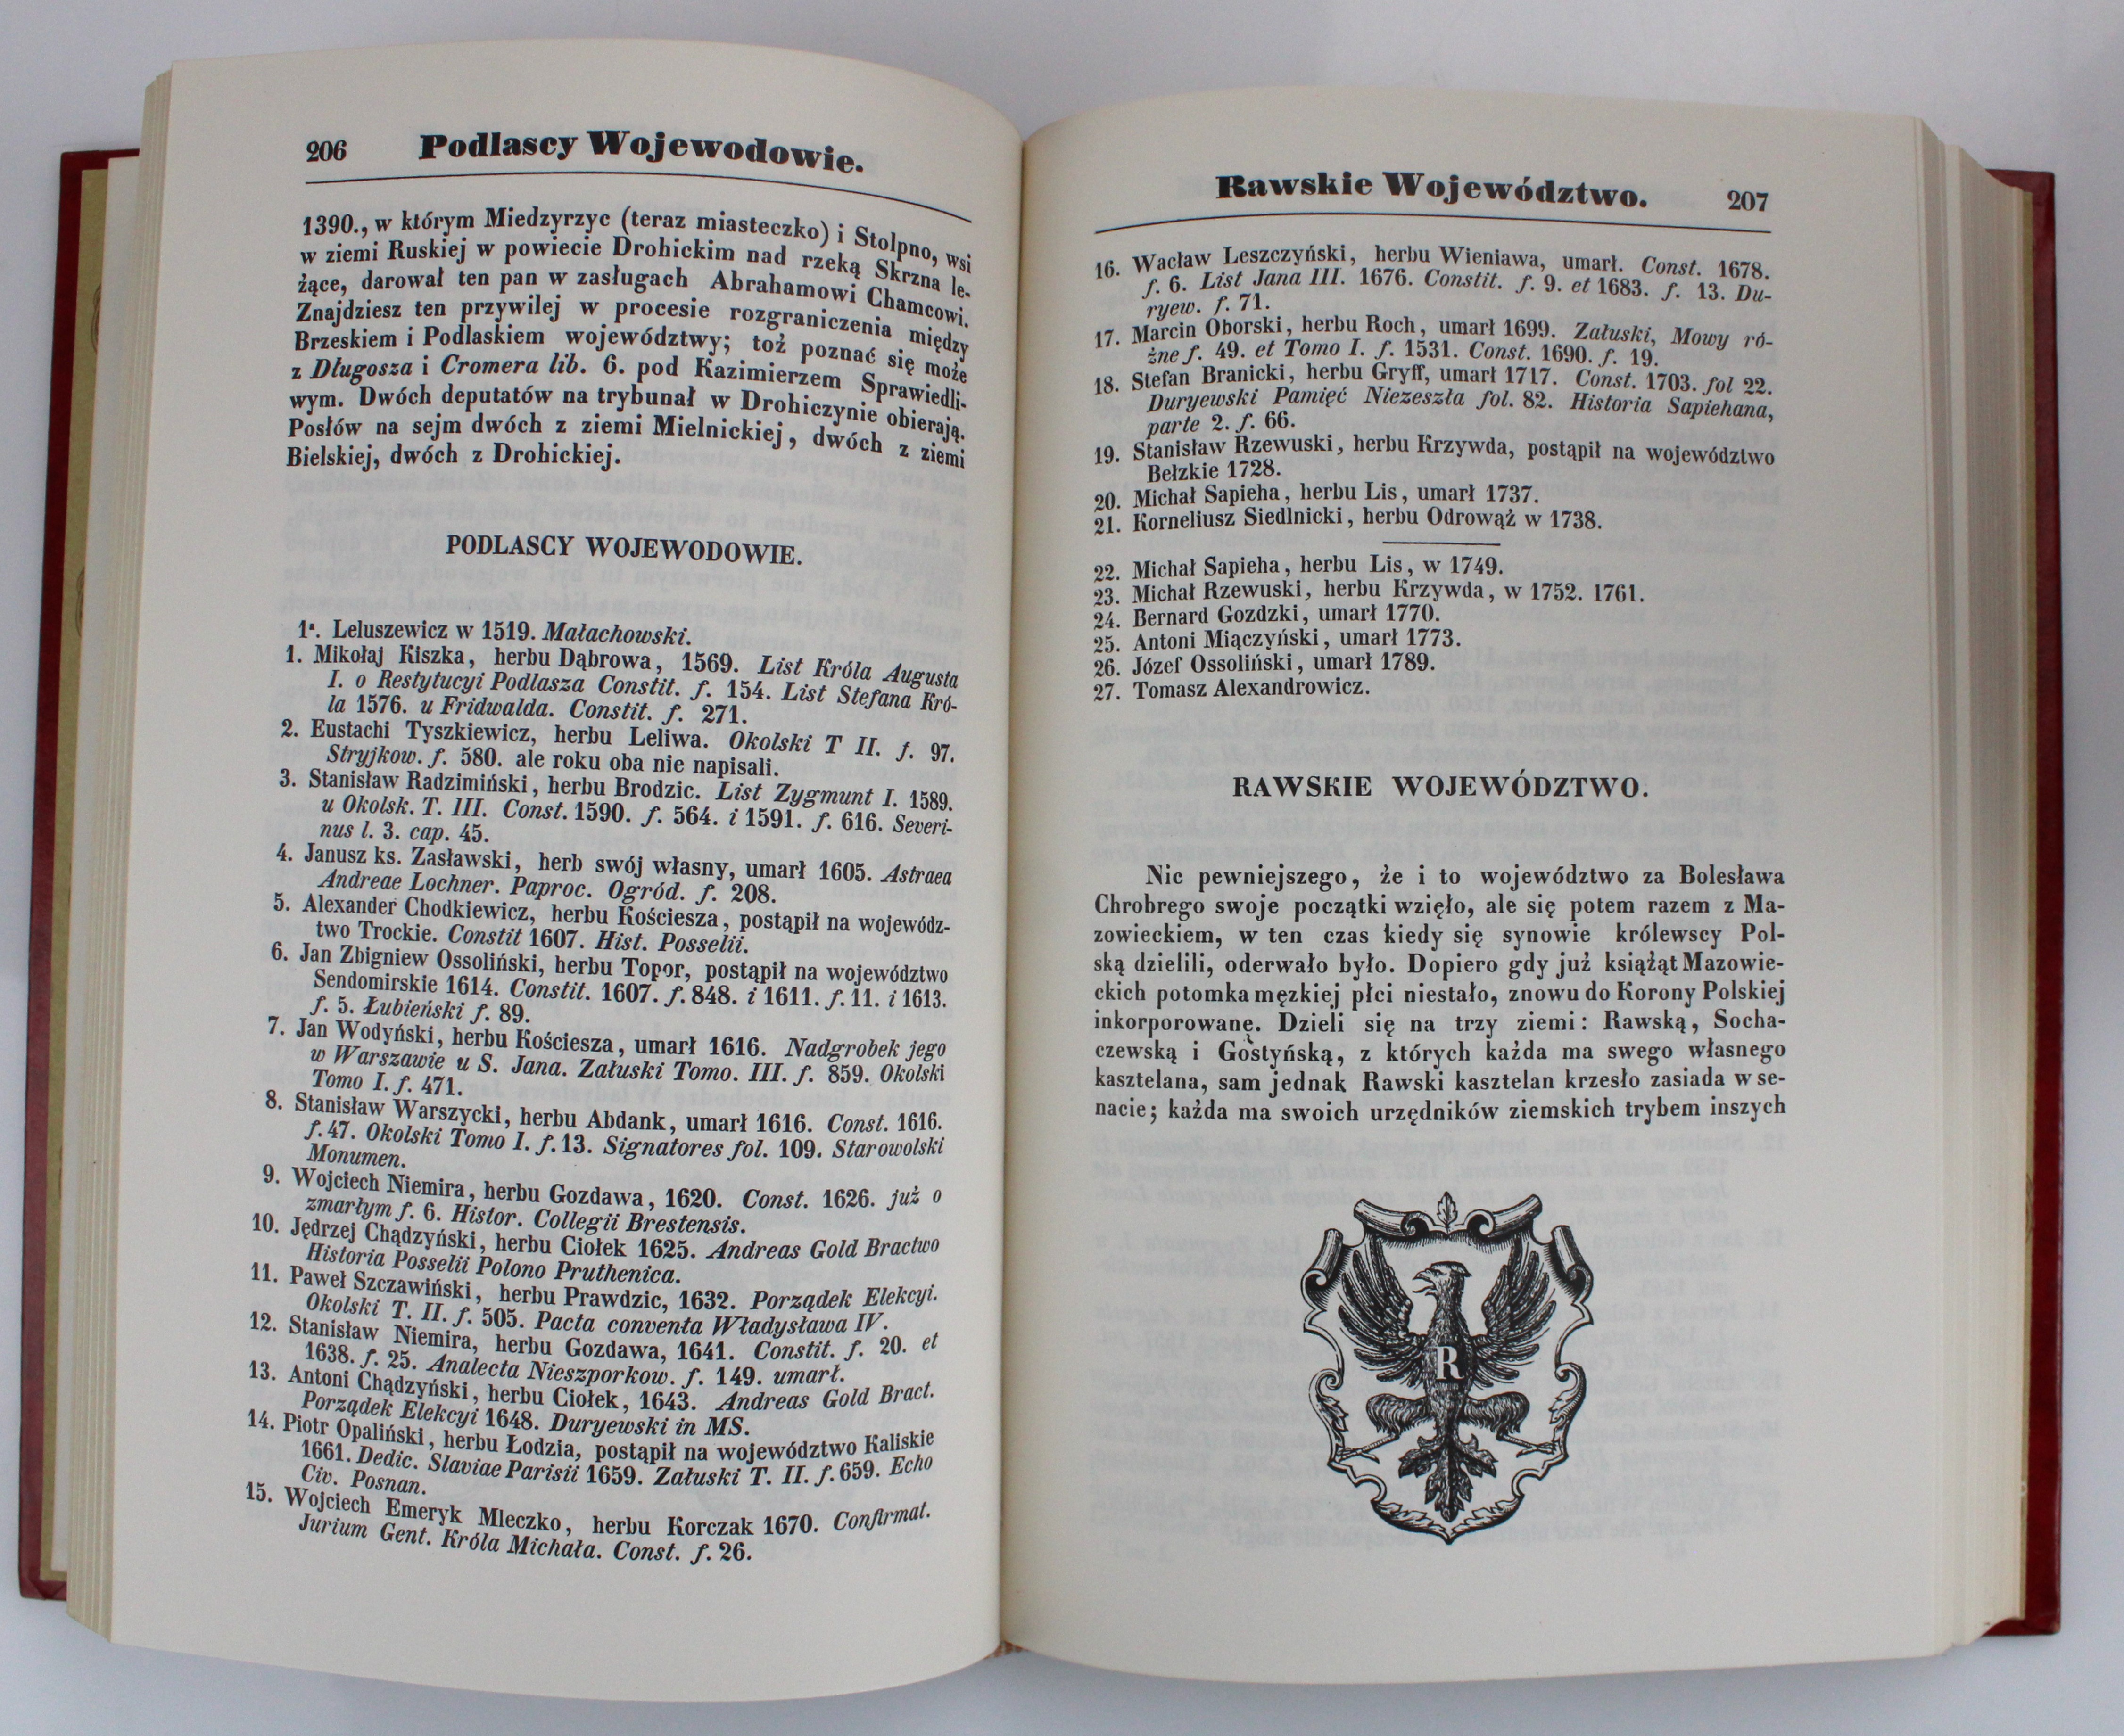 206 Podlascy Wojewodowie.
1390., w którym Miedzyrzyc (teraz miasteczko) i Stolpno, wsi
w ziemi Ruskiej w powiecie Drohickim nad rzeką Skrzna le-
żące, darował ten pan w zasługach Abrahamowi Chamcowi.
Znajdziesz ten przywilej w procesie rozgraniczenia między
Brzeskiem i Podlaskiem województwy; toż poznać się może
z Długosza i Cromera lib. 6. pod Kazimierzem Sprawiedli-
wym. Dwóch deputatów na trybunał w Drohiczynie obierają.
Posłów na sejm dwóch z ziemi Mielnickiej, dwóch z ziemi
Bielskiej, dwóch z Drohickiej.
PODLASCY WOJEWODOWIE.
1ª. Leluszewicz w 1519. Małachowski.
1. Mikołaj Kiszka, herbu Dąbrowa, 1569. List Króla Augusta
I. o Restytucyi Podlasza Constit. f. 154. List Stefana Kró-
la 1576. u Fridwalda. Constit. f. 271.
2. Eustachi Tyszkiewicz, herbu Leliwa. Okolski T II. f. 97.
Stryjkow. f. 580. ale roku oba nie napisali.
3. Stanisław Radzimiński, herbu Brodzic. List Zygmunt I. 1589.
u Okolsk. T. III. Const. 1590. f. 564. i 1591. f. 616. Severi-
nus l. 3. cap. 45.
4. Janusz ks. Zasławski, herb swój własny, umarł 1605. Astraea
Andreae Lochner. Paproc. Ogród. f. 208.
5. Alexander Chodkiewicz, herbu Kościesza, postąpił na wojewódz-
two Trockie. Constit 1607. Hist. Posselii.
6. Jan Zbigniew Ossoliński, herbu Topor, postąpił na województwo
Sendomirskie 1614. Constit. 1607. f. 848. i 1611. f. 11. i 1613.
f. 5. Łubieński f. 89.
7. Jan Wodyński, herbu Kościesza, umarł 1616. Nadgrobek jego
w Warszawie u S. Jana. Załuski Tomo. III. f. 859. Okolski
Tomo I. f. 471.
8. Stanisław Warszycki, herbu Abdank, umarł 1616. Const. 1616.
f. 47. Okolski Tomo I. f. 13. Signatores fol. 109. Starowolski
Monumen.
9. Wojciech Niemira, herbu Gozdawa, 1620. Const. 1626. już o
zmarłym f. 6. Histor. Collegii Brestensis.
10. Jędrzej Chądzyński, herbu Ciołek 1625. Andreas Gold Bractwo
Historia Posselii Polono Pruthenica.
11. Paweł Szczawiński, herbu Prawdzic, 1632. Porządek Elekcyi.
Okolski T. II. f. 505. Pacta conventa Władysława IV.
12. Stanisław Niemira, herbu Gozdawa, 1641. Constit. f. 20. et
1638. f. 25. Analecta Nieszporkow. f. 149. umarł.
13. Antoni Chądzyński, herbu Ciołek, 1643. Andreas Gold Bract.
Porządek Elekcyi 1648. Duryewski in MS.
14. Piotr Opaliński, herbu Łodzia, postąpił na województwo Kaliskie
1661. Dedic. Slaviae Parisii 1659. Załuski T. II. f. 659. Echo
Civ. Posnan.
15. Wojciech Emeryk Mleczko, herbu Korczak 1670. Confirmat.
Jurium Gent. Króla Michała. Const. f. 26.
Rawskie Województwo. 207
16. Wacław Leszczyński, herbu Wieniawa, umarł. Const. 1678.
f. 6. List Jana III. 1676. Constit. f. 9. et 1683. f. 13. Du-
ryew. f. 71.
17. Marcin Oborski, herbu Roch, umarł 1699. Załuski, Mowy ró-
żne f. 49. et Tomo I. f. 1531. Const. 1690. f. 19.
18. Stefan Branicki, herbu Gryff, umarł 1717. Const. 1703. fol 22.
Duryewski Pamięć Niezeszła fol. 82. Historia Sapiehana,
parte 2. f. 66.
19. Stanisław Rzewuski, herbu Krzywda, postąpił na województwo
Bełzkie 1728.
20. Michał Sapieha, herbu Lis, umarł 1737.
21. Korneliusz Siedlnicki, herbu Odrowąż w 1738.
22. Michał Sapieha, herbu Lis, w 1749.
23. Michał Rzewuski, herbu Krzywda, w 1752. 1761.
24. Bernard Gozdzki, umarł 1770.
25. Antoni Miączyński, umarł 1773.
26. Józef Ossoliński, umarł 1789.
27. Tomasz Alexandrowicz.
RAWSKIE WOJEWÓDZTWO.
Nic pewniejszego, że i to województwo za Bolesława
Chrobrego swoje początki wzięło, ale się potem razem z Ma-
zowieckiem, w ten czas kiedy się synowie królewscy Pol-
ską dzielili, oderwało było. Dopiero gdy już książąt Mazowie-
ckich potomka męzkiej płci niestało, znowu do Korony Polskiej
inkorporowane. Dzieli się na trzy ziemi: Rawską, Socha-
czewską i Gostyńską, z których każda ma swego własnego
kasztelana, sam jednak Rawski kasztelan krzesło zasiada w se-
nacie; każda ma swoich urzędników ziemskich trybem inszych
R